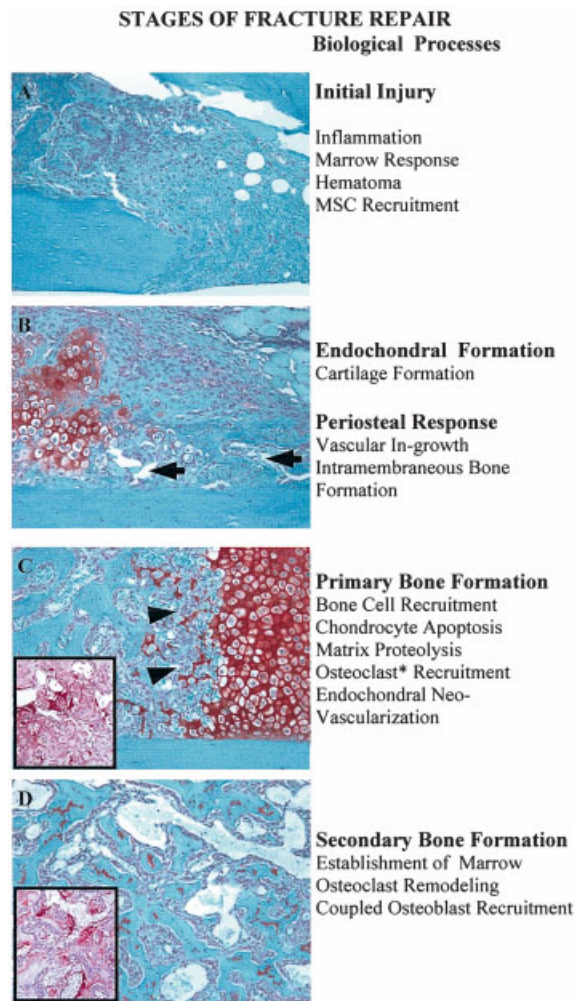 STAGES OF FRACTURE REPAIR
Biological Processes
A
Initial Injury
Inflammation
Marrow Response
Hematoma
MSC Recruitment
B
Endochondral Formation
Cartilage Formation
Periosteal Response
Vascular In-growth
Intramembraneous Bone
Formation
C
Primary Bone Formation
Bone Cell Recruitment
Chondrocyte Apoptosis
Matrix Proteolysis
Osteoclast* Recruitment
Endochondral Neo-
Vascularization
D
Secondary Bone Formation
Establishment of Marrow
Osteoclast Remodeling
Coupled Osteoblast Recruitment